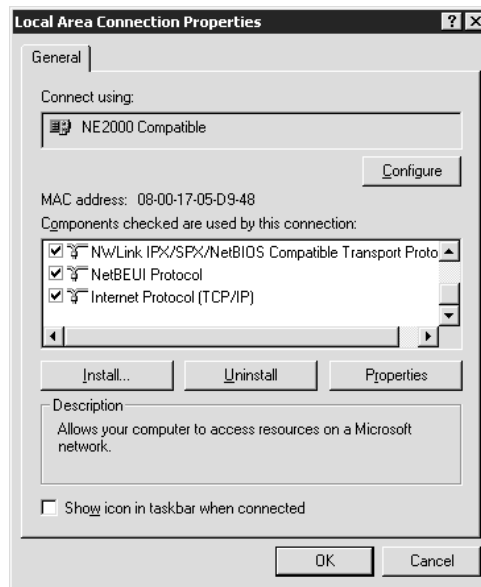 Local Area Connection Properties
General
Connect using:
NE2000 Compatible
Configure
MAC address: 08-00-17-05-D9-48
Components checked are used by this connection:
NWLink IPX/SPX/NetBIOS Compatible Transport Proto
NetBEUI Protocol
Internet Protocol (TCP/IP)
Install... Uninstall Properties
Description
Allows your computer to access resources on a Microsoft
network.
Show icon in taskbar when connected
OK Cancel